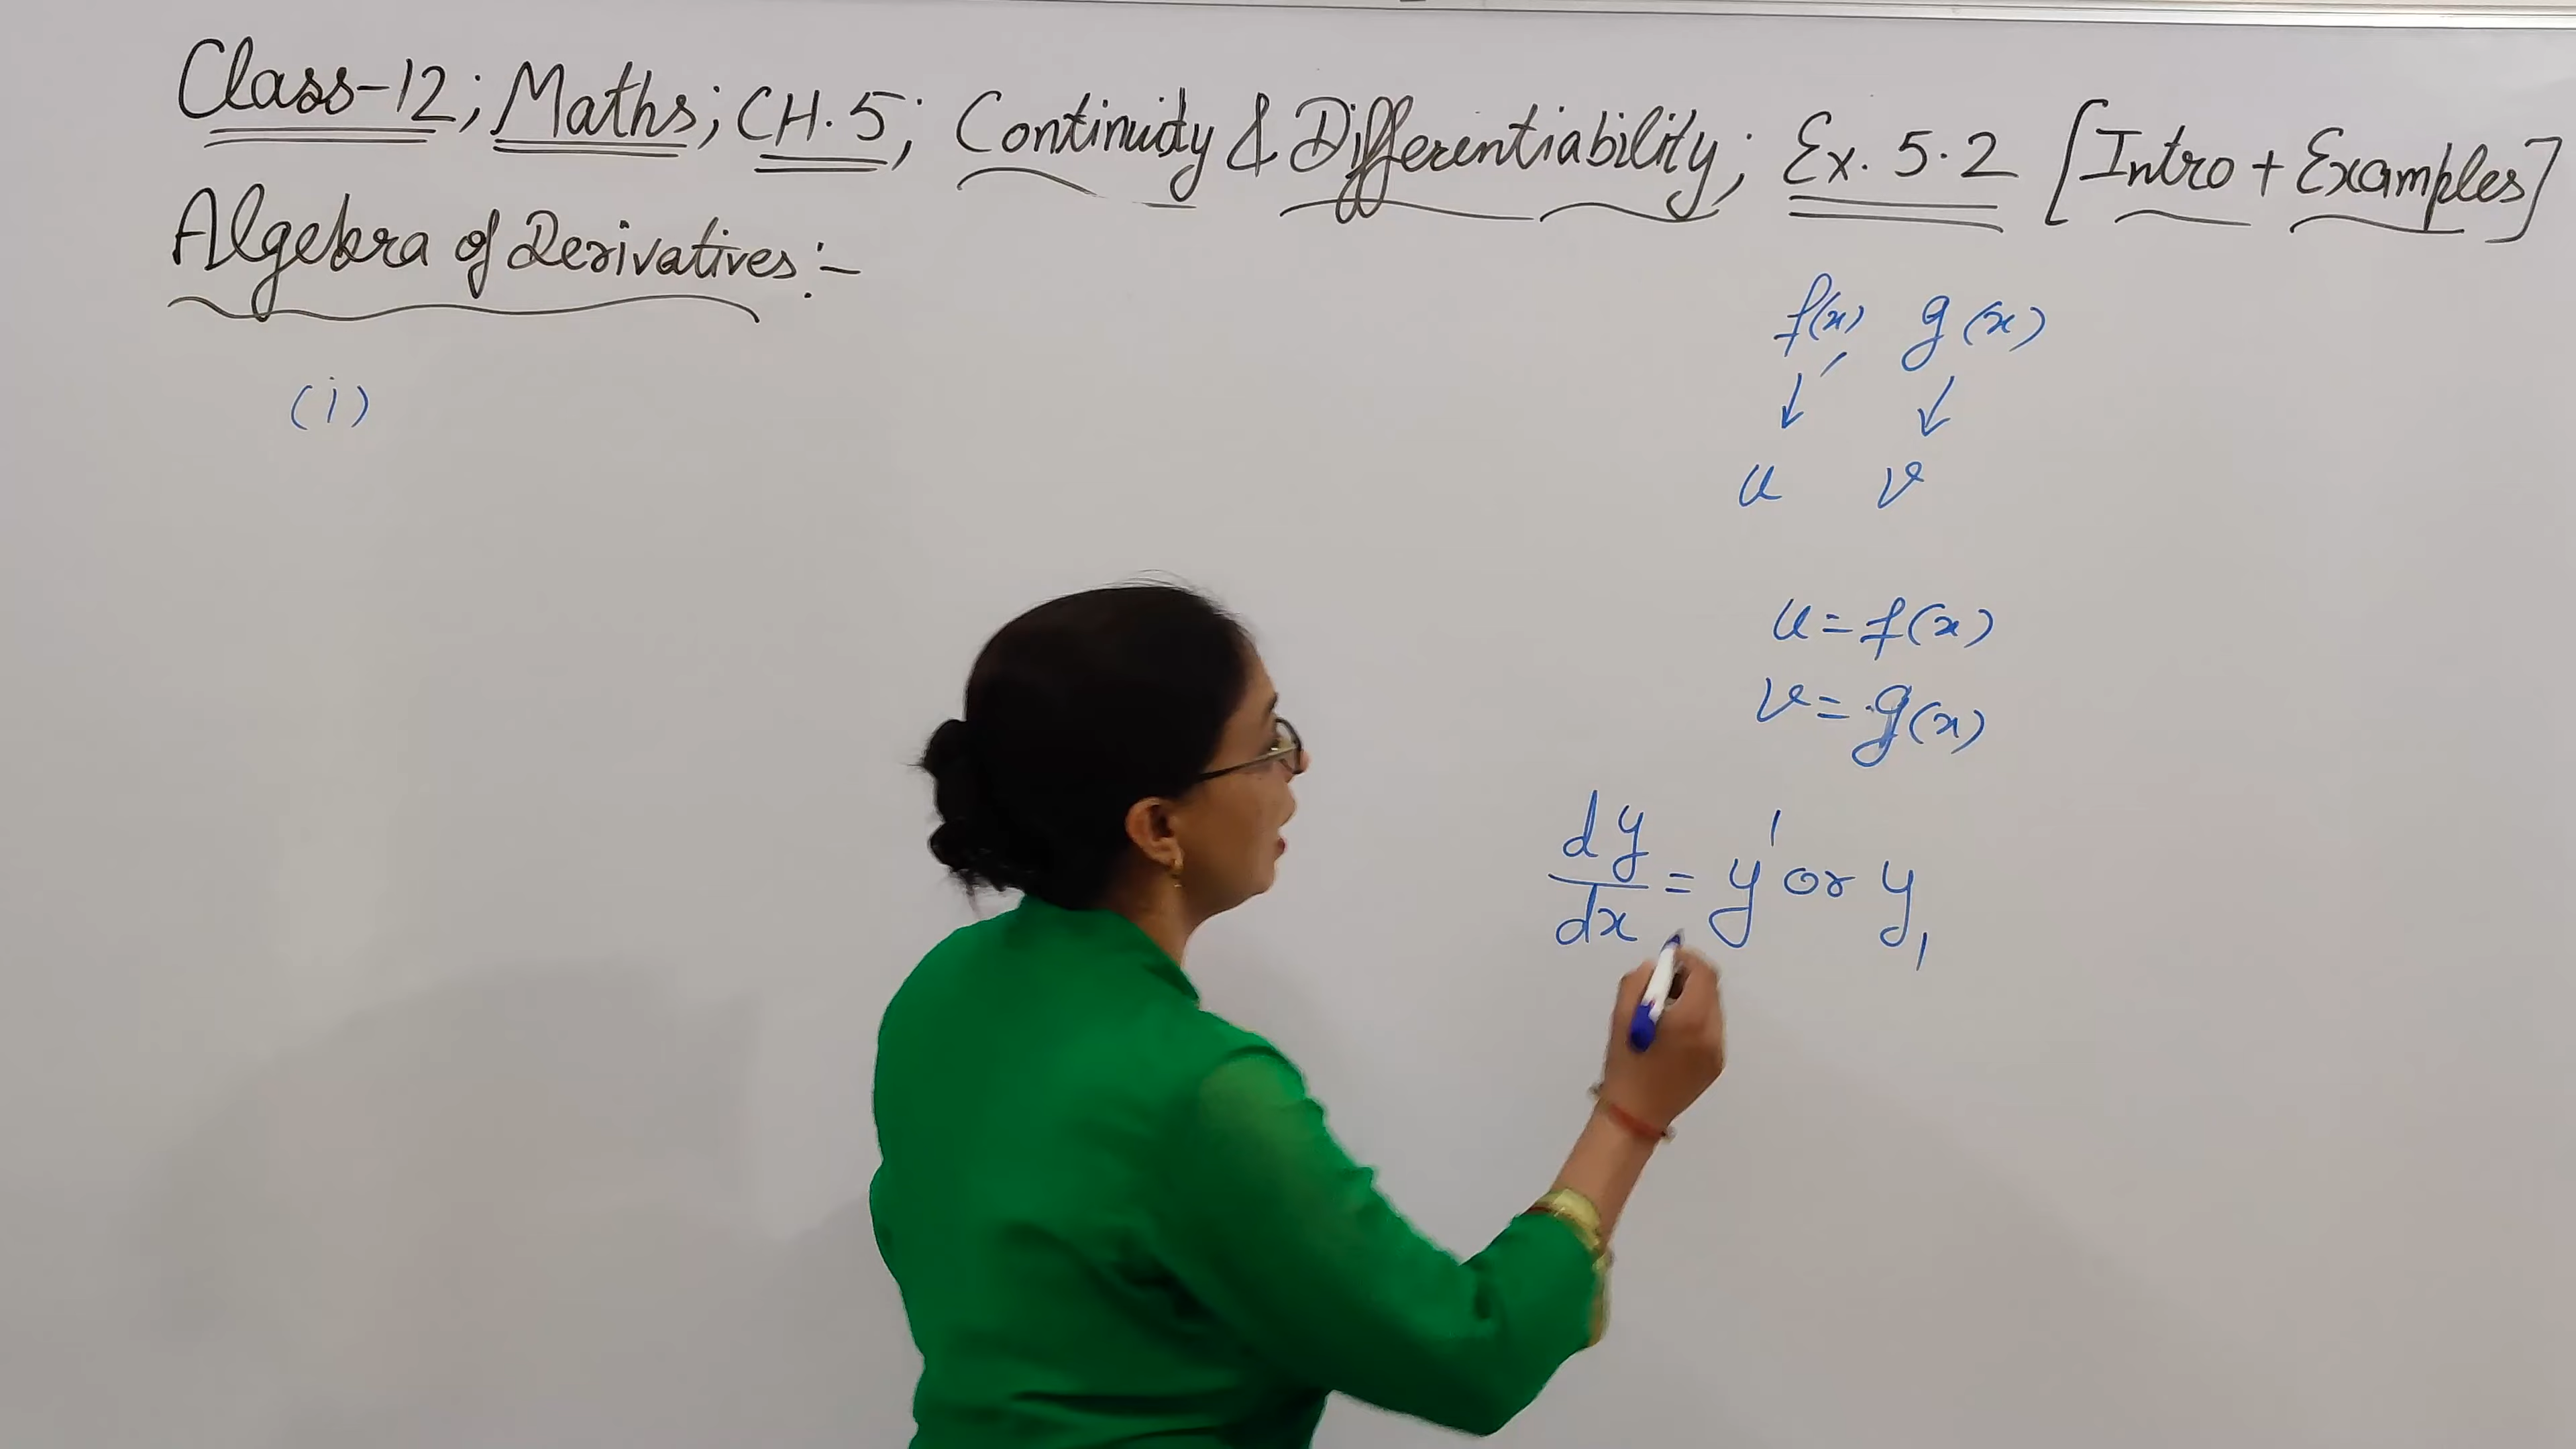 Class-12; Maths; CH. 5; Continuity & Differentiability; Ex. 5.2 [Intro + Examples]
Algebra of Derivatives:-
f(x) g(x)
(i)
↓ ↓
u v
u = f(x)
v = g(x)
dy/dx = y' or y₁